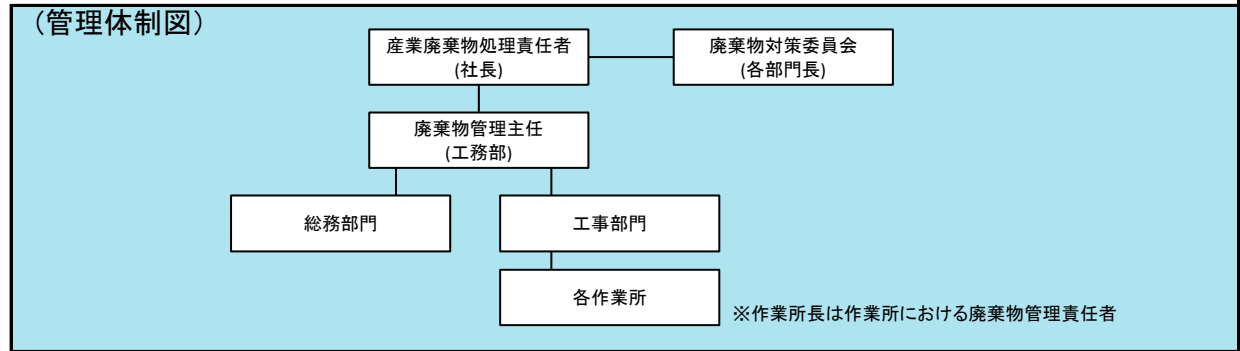 （管理体制図）
産業廃棄物処理責任者
(社長)
廃棄物対策委員会
(各部門長)
廃棄物管理主任
(工務部)
総務部門
工事部門
各作業所
※作業所長は作業所における廃棄物管理責任者